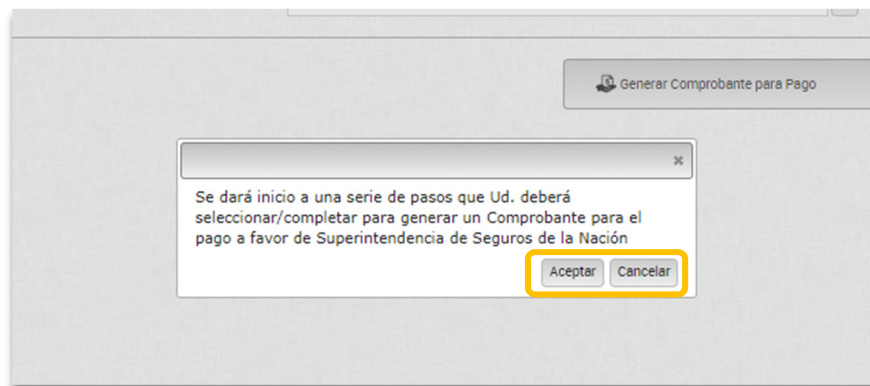 Generar Comprobante para Pago
Se dará inicio a una serie de pasos que Ud. deberá
seleccionar/completar para generar un Comprobante para el
pago a favor de Superintendencia de Seguros de la Nación
Aceptar Cancelar